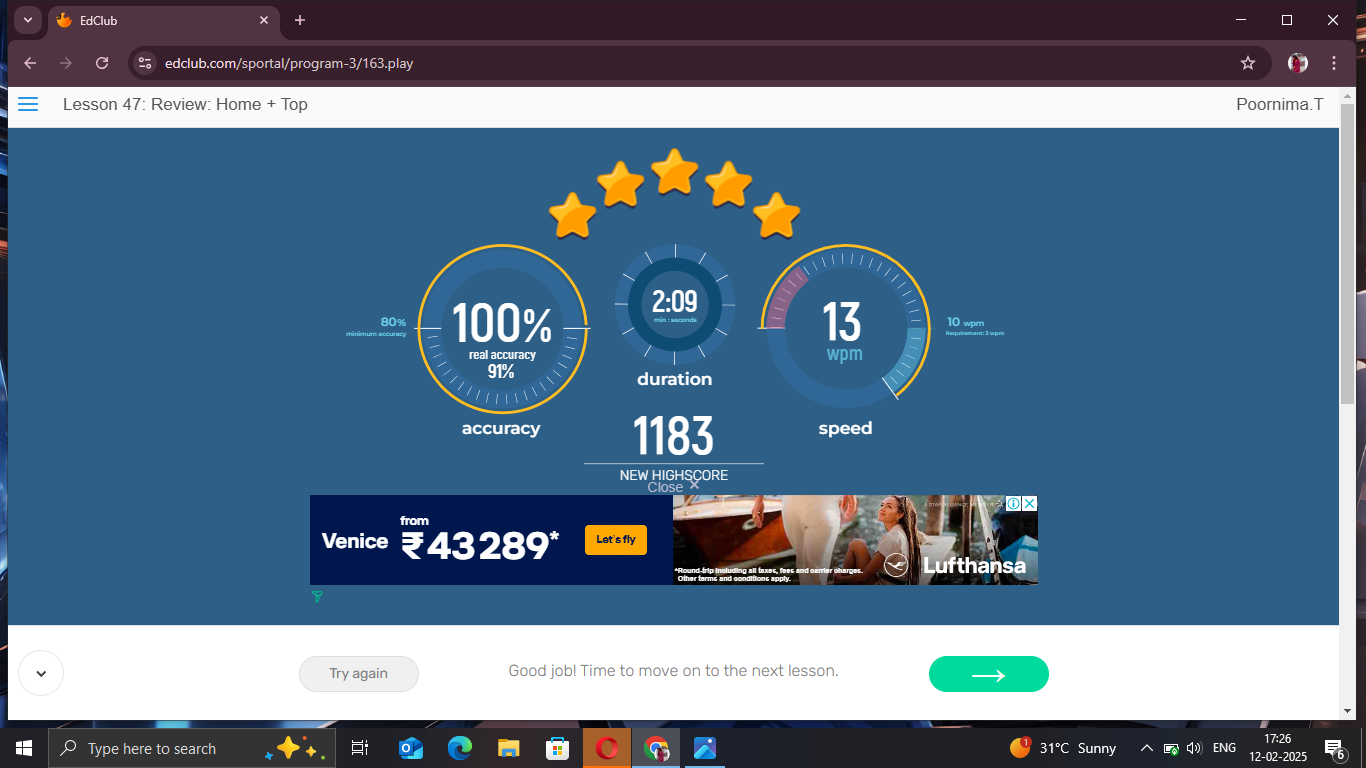 EdClub
edclub.com/sportal/program-3/163.play
Lesson 47: Review: Home + Top
Poornima.T
80%
minimum accuracy
100%
real accuracy
91%
accuracy
2:09
min : seconds
duration
13
wpm
speed
10 wpm
Requirement: 3 wpm
1183
NEW HIGHSCORE
Close ×
from
Venice ₹43289*
Let's fly
A STAR ALLIANCE MEMBER
Lufthansa
*Round-trip including all taxes, fees and carrier charges.
Other terms and conditions apply.
Try again
Good job! Time to move on to the next lesson.
Type here to search
1
31°C Sunny
ENG
17:26
12-02-2025
6